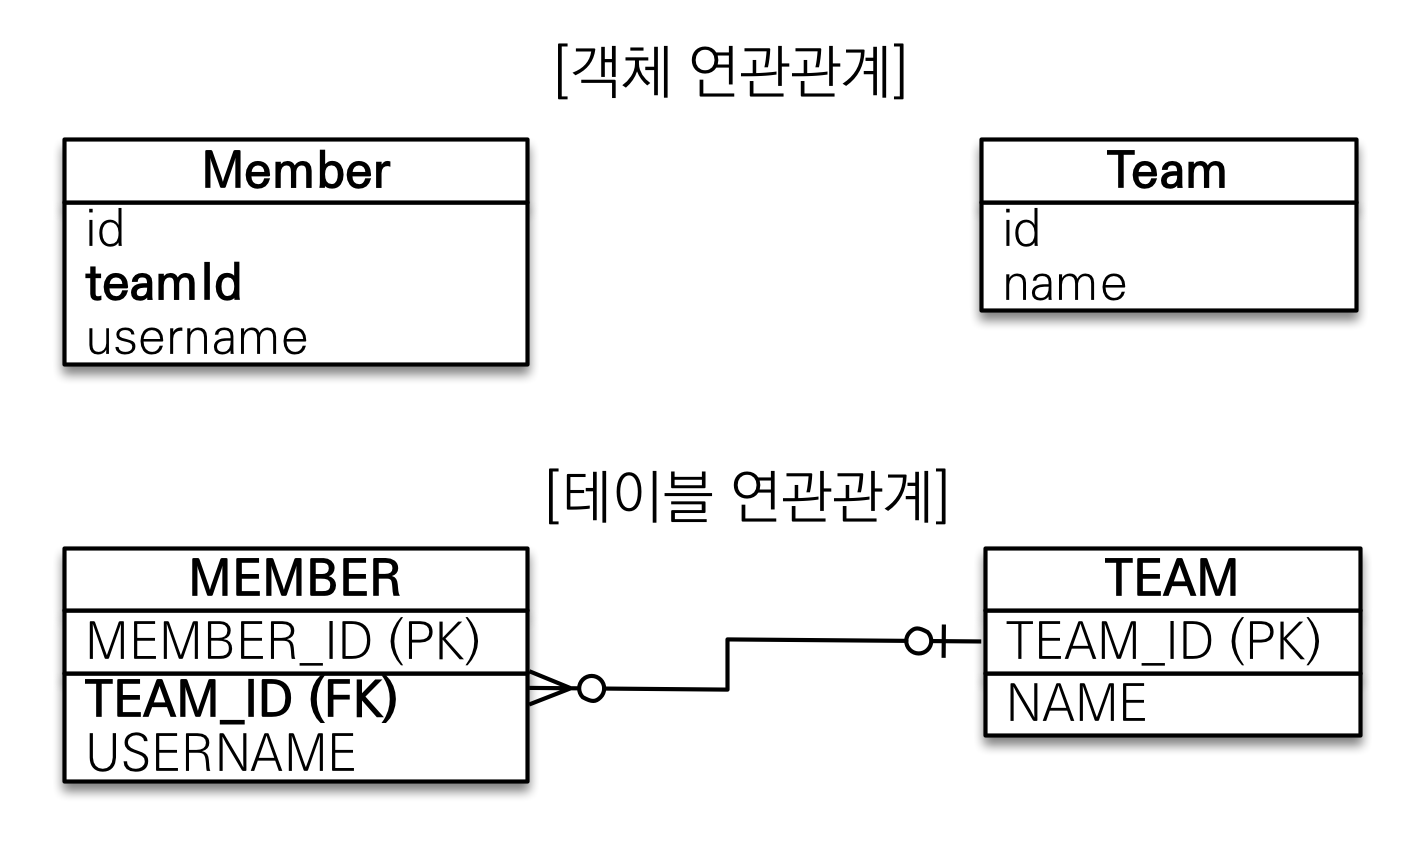 [객체 연관관계]
Member
id
teamId
username
Team
id
name
[테이블 연관관계]
MEMBER
MEMBER_ID (PK)
TEAM_ID (FK)
USERNAME
TEAM
TEAM_ID (PK)
NAME